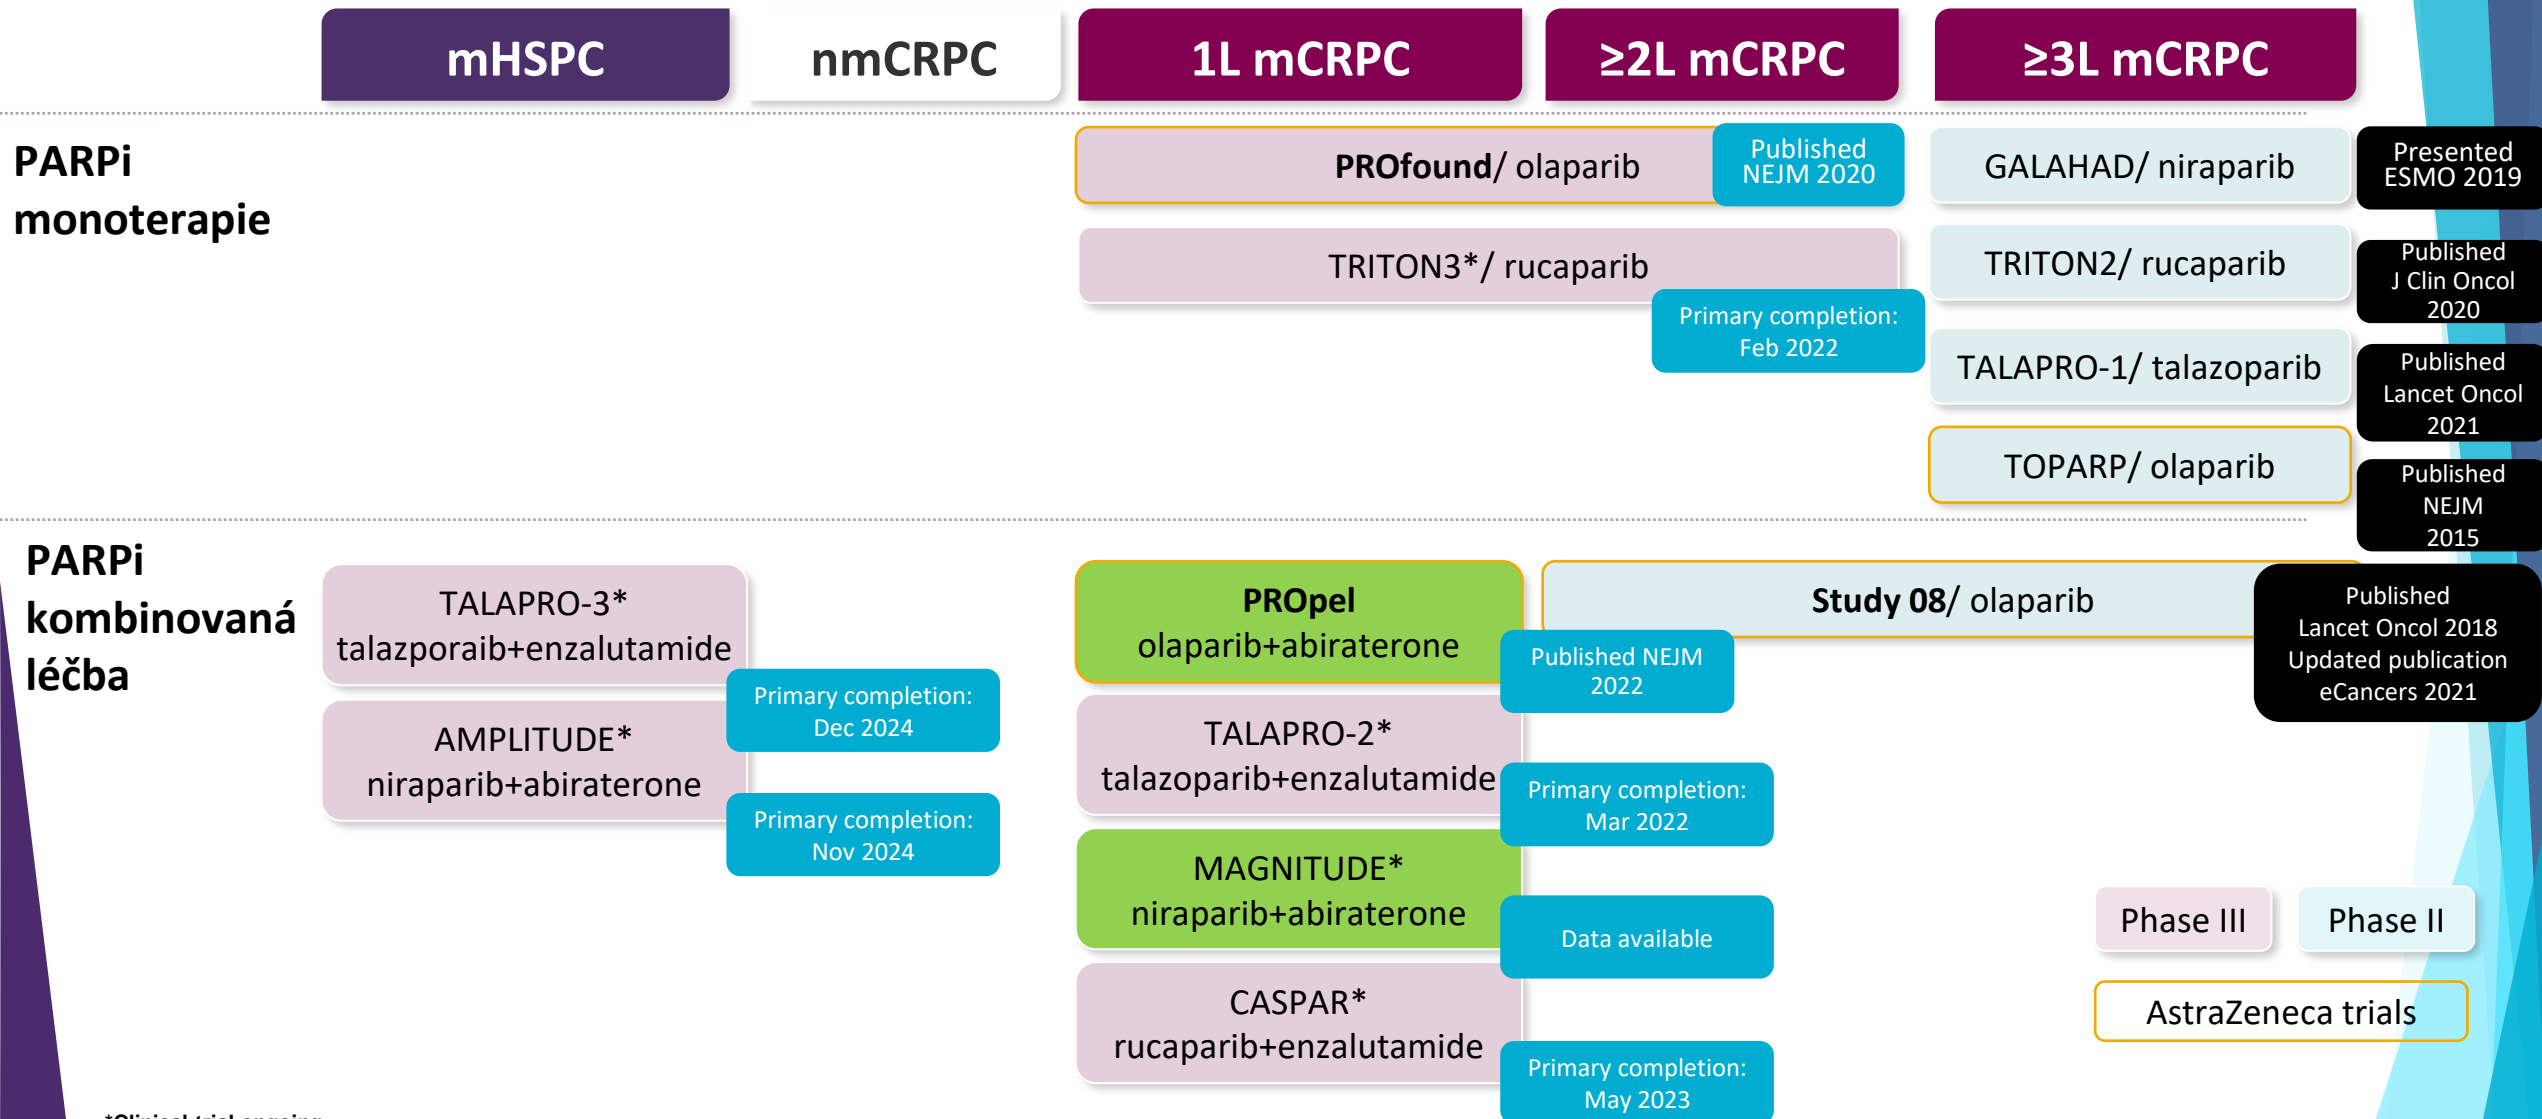 mHSPC
nmCRPC
1L mCRPC
≥2L mCRPC
≥3L mCRPC
PARPi
monoterapie
PROfound/ olaparib
Published
NEJM 2020
GALAHAD/ niraparib
Presented
ESMO 2019
TRITON3*/ rucaparib
Primary completion:
Feb 2022
TRITON2/ rucaparib
Published
J Clin Oncol
2020
TALAPRO-1/ talazoparib
Published
Lancet Oncol
2021
TOPARP/ olaparib
Published
NEJM
2015
PARPi
kombinovaná
léčba
TALAPRO-3*
talazporaib+enzalutamide
Primary completion:
Dec 2024
AMPLITUDE*
niraparib+abiraterone
Primary completion:
Nov 2024
PROpel
olaparib+abiraterone
Published NEJM
2022
Study 08/ olaparib
Published
Lancet Oncol 2018
Updated publication
eCancers 2021
TALAPRO-2*
talazoparib+enzalutamide
Primary completion:
Mar 2022
MAGNITUDE*
niraparib+abiraterone
Data available
CASPAR*
rucaparib+enzalutamide
Primary completion:
May 2023
Phase III
Phase II
AstraZeneca trials
*Clinical trial ongoing